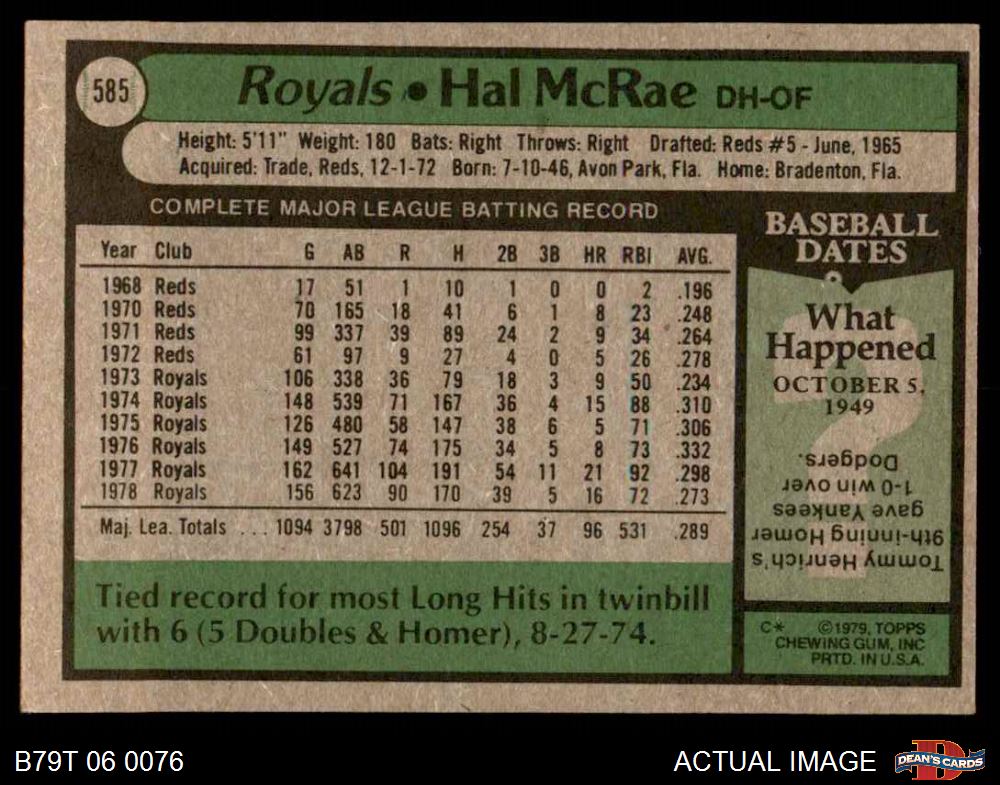 585
Royals • Hal McRae DH-OF
Height: 5'11" Weight: 180 Bats: Right Throws: Right Drafted: Reds #5 - June, 1965
Acquired: Trade, Reds, 12-1-72 Born: 7-10-46, Avon Park, Fla. Home: Bradenton, Fla.
COMPLETE MAJOR LEAGUE BATTING RECORD
Year Club G AB R H 2B 3B HR RBI AVG.
1968 Reds 17 51 1 10 1 0 0 2 .196
1970 Reds 70 165 18 41 6 1 8 23 .248
1971 Reds 99 337 39 89 24 2 9 34 .264
1972 Reds 61 97 9 27 4 0 5 26 .278
1973 Royals 106 338 36 79 18 3 9 50 .234
1974 Royals 148 539 71 167 36 4 15 88 .310
1975 Royals 126 480 58 147 38 6 5 71 .306
1976 Royals 149 527 74 175 34 5 8 73 .332
1977 Royals 162 641 104 191 54 11 21 92 .298
1978 Royals 156 623 90 170 39 5 16 72 .273
Maj. Lea. Totals ... 1094 3798 501 1096 254 37 96 531 .289
Tied record for most Long Hits in twinbill
with 6 (5 Doubles & Homer), 8-27-74.
BASEBALL
DATES
What
Happened
OCTOBER 5,
1949
Tommy Henrich's
9th-inning Homer
gave Yankees
1-0 win over
Dodgers.
C* ©1979, TOPPS
CHEWING GUM, INC
PRTD. IN U.S.A.
B79T 06 0076
ACTUAL IMAGE
DEAN'S CARDS